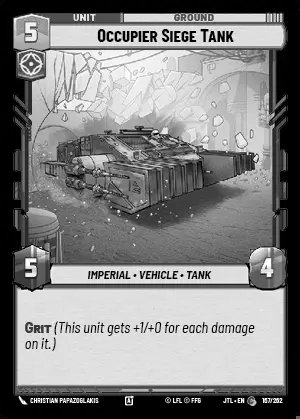 UNIT GROUND
5 OCCUPIER SIEGE TANK
5 4
IMPERIAL • VEHICLE • TANK
GRIT (This unit gets +1/+0 for each damage
on it.)
CHRISTIAN PAPAZOGLAKIS © LFL © FFG JTL • EN 167/262